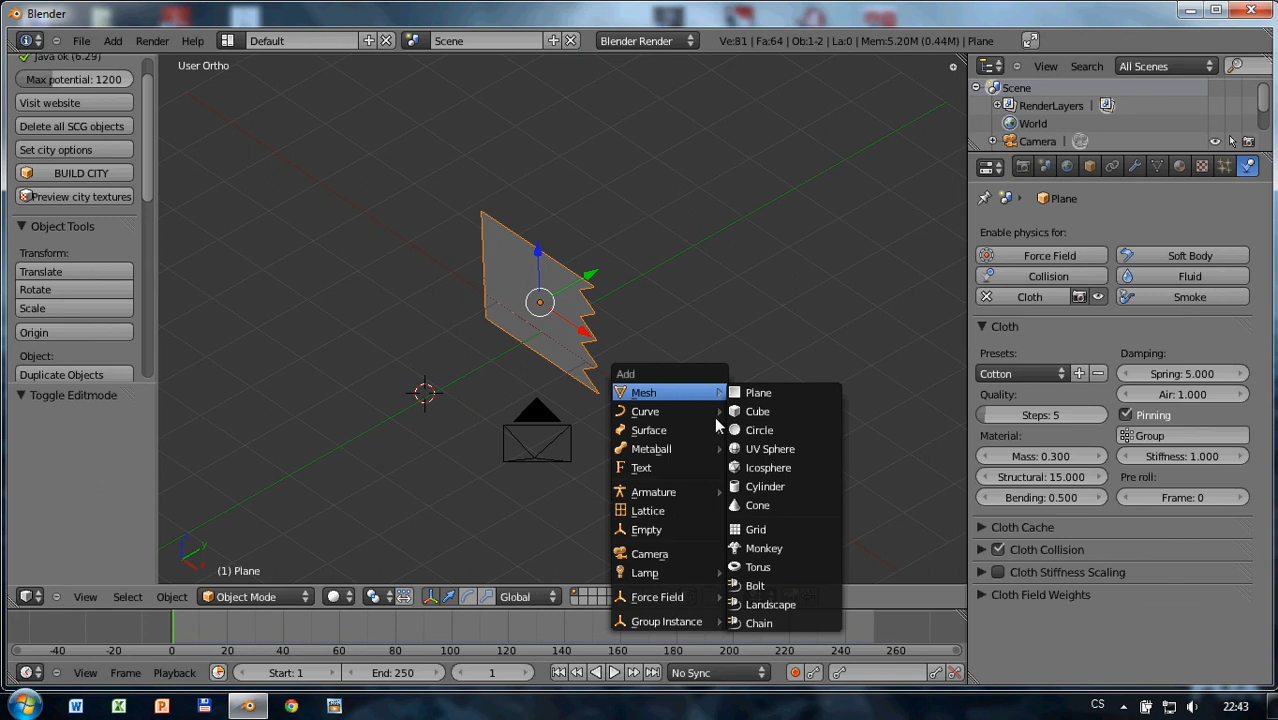 Blender
File Add Render Help Default Scene Blender Render Ve:81 | Fa:64 | Ob:1-2 | La:0 | Mem:5.20M (0.44M) | Plane
Java ok (6.29)
Max potential: 1200
Visit website
Delete all SCG objects
Set city options
BUILD CITY
Preview city textures
Object Tools
Transform:
Translate
Rotate
Scale
Origin
Object:
Duplicate Objects
Toggle Editmode
User Ortho
y
(1) Plane
Add
Mesh
Curve
Surface
Metaball
Text
Armature
Lattice
Empty
Camera
Lamp
Force Field
Group Instance
Plane
Cube
Circle
UV Sphere
Icosphere
Cylinder
Cone
Grid
Monkey
Torus
Bolt
Landscape
Chain
View Search All Scenes
Scene
RenderLayers
World
Camera
Plane
Enable physics for:
Force Field Soft Body
Collision Fluid
Cloth Smoke
Cloth
Presets: Damping:
Cotton Spring: 5.000
Air: 1.000
Steps: 5 Pinning
Material: Group
Mass: 0.300 Stiffness: 1.000
Structural: 15.000 Pre roll:
Bending: 0.500 Frame: 0
Cloth Cache
Cloth Collision
Cloth Stiffness Scaling
Cloth Field Weights
View Select Object Object Mode Global
-40 -20 0 20 40 60 80 100 120 140 160 180 200 220 240 260
View Frame Playback Start: 1 End: 250 1 No Sync
CS 22:43